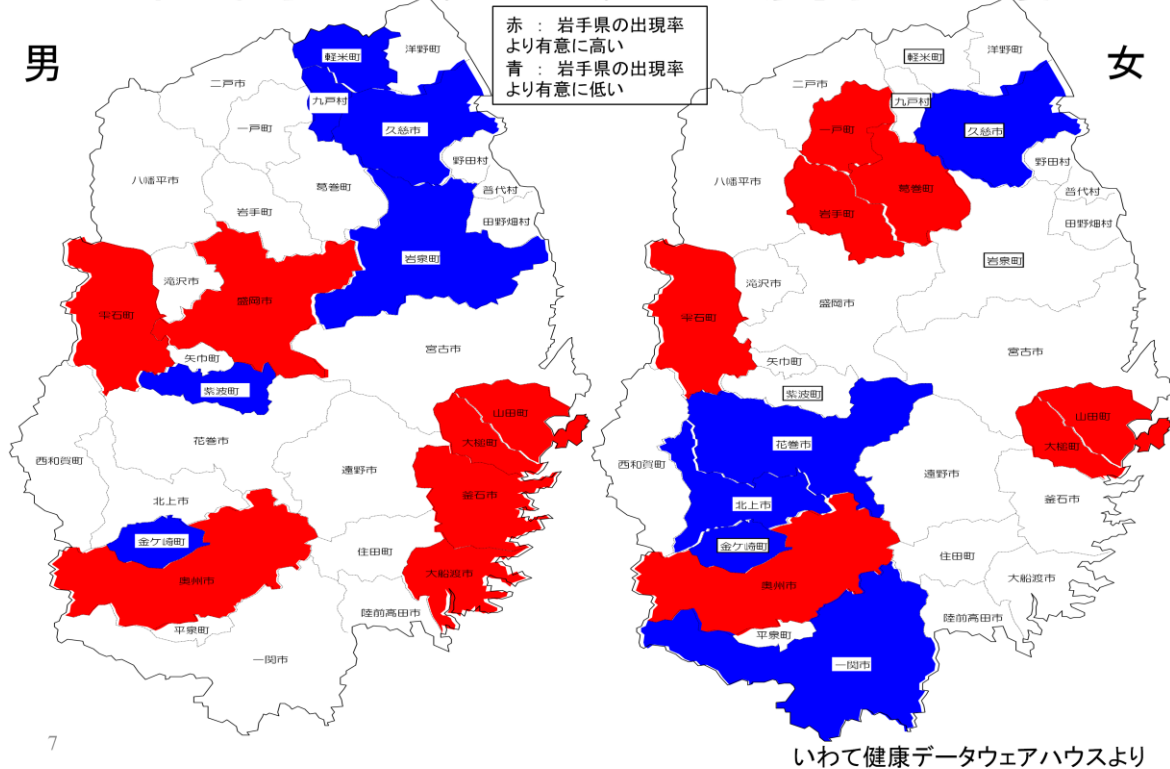 男
赤 : 岩手県の出現率
より有意に高い
青 : 岩手県の出現率
より有意に低い
女
洋野町
軽米町
二戸市
九戸村
一戸町
久慈市
野田村
八幡平市
葛巻町
普代村
岩手町
田野畑村
岩泉町
滝沢市
盛岡市
雫石町
宮古市
矢巾町
紫波町
山田町
花巻市
大槌町
西和賀町
遠野市
釜石市
北上市
金ケ崎町
住田町
大船渡市
奥州市
陸前高田市
平泉町
一関市
洋野町
軽米町
二戸市
九戸村
一戸町
久慈市
野田村
八幡平市
葛巻町
普代村
岩手町
田野畑村
岩泉町
滝沢市
盛岡市
雫石町
宮古市
矢巾町
紫波町
山田町
花巻市
大槌町
西和賀町
遠野市
釜石市
北上市
金ケ崎町
住田町
大船渡市
奥州市
陸前高田市
平泉町
一関市
7
いわて健康データウェアハウスより